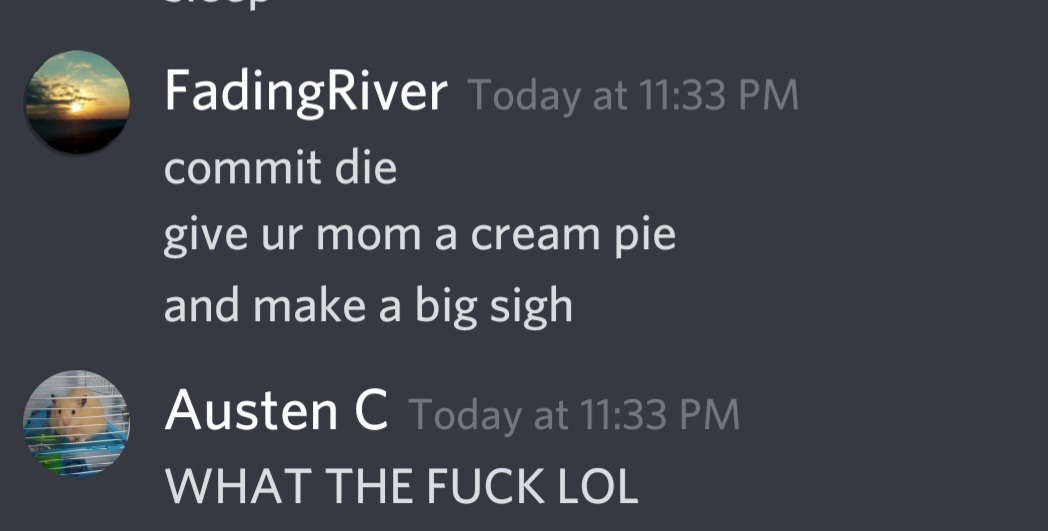 FadingRiver Today at 11:33 PM
commit die
give ur mom a cream pie
and make a big sigh
Austen C Today at 11:33 PM
WHAT THE FUCK LOL